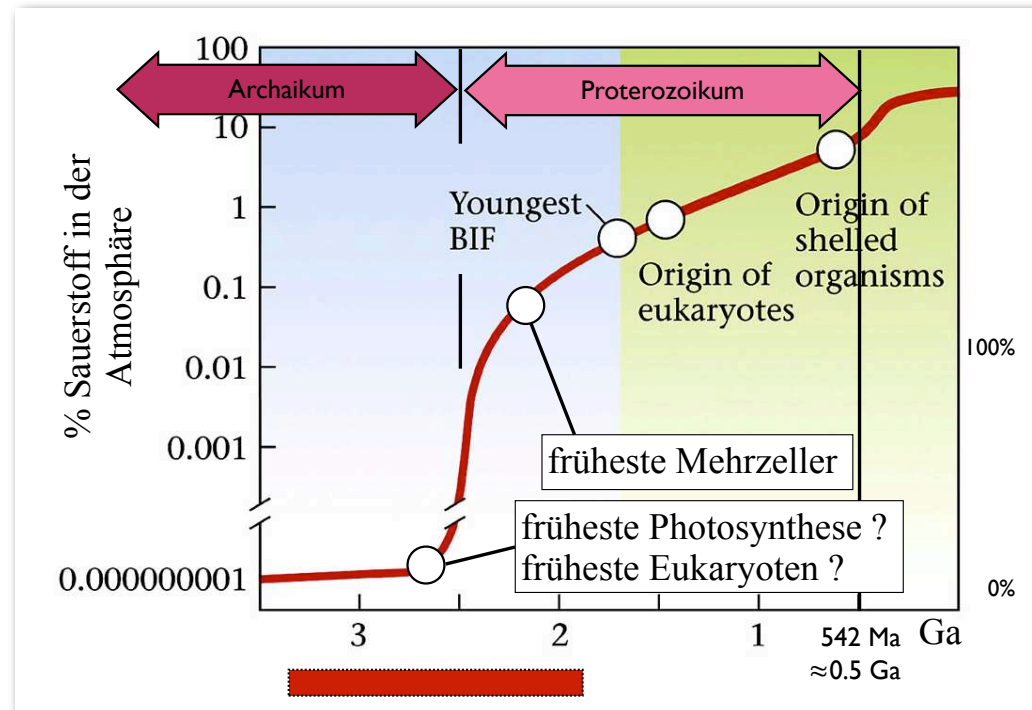 100
Archaikum
Proterozoikum
10
% Sauerstoff in der
Atmosphäre
1
Youngest
BIF
Origin of
shelled
organisms
Origin of
eukaryotes
0.1
0.01
100%
0.001
früheste Mehrzeller
früheste Photosynthese ?
früheste Eukaryoten ?
0.000000001
0%
3
2
1
542 Ma
≈0.5 Ga
Ga